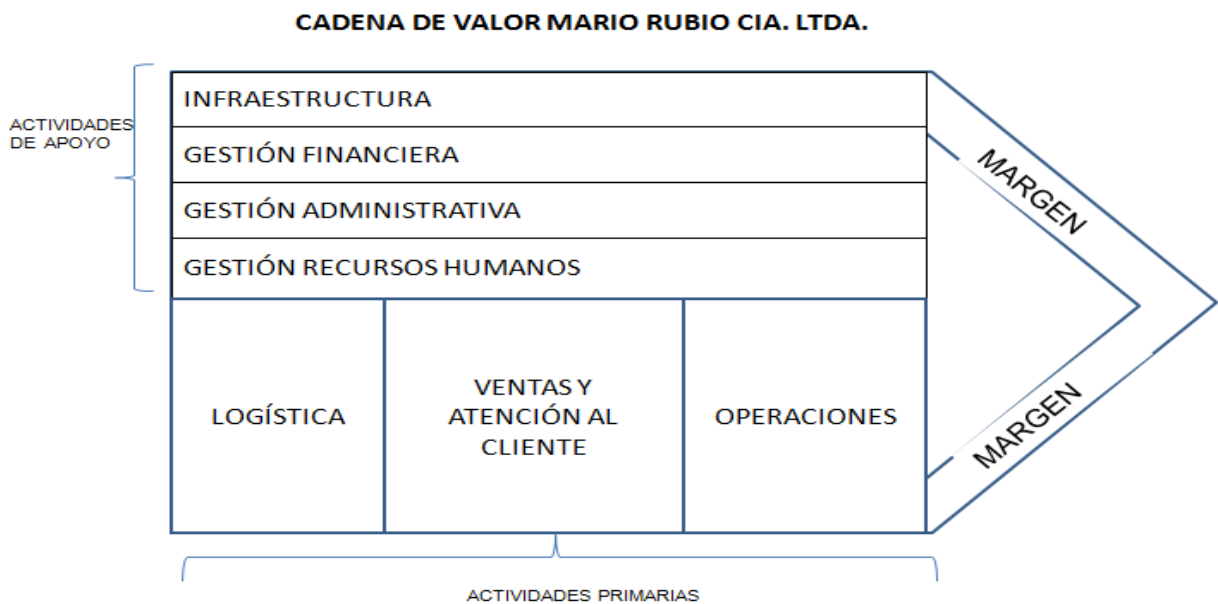 CADENA DE VALOR MARIO RUBIO CIA. LTDA.
ACTIVIDADES
DE APOYO
INFRAESTRUCTURA
GESTIÓN FINANCIERA
GESTIÓN ADMINISTRATIVA
GESTIÓN RECURSOS HUMANOS
MARGEN
LOGÍSTICA
VENTAS Y
ATENCIÓN AL
CLIENTE
OPERACIONES
MARGEN
ACTIVIDADES PRIMARIAS